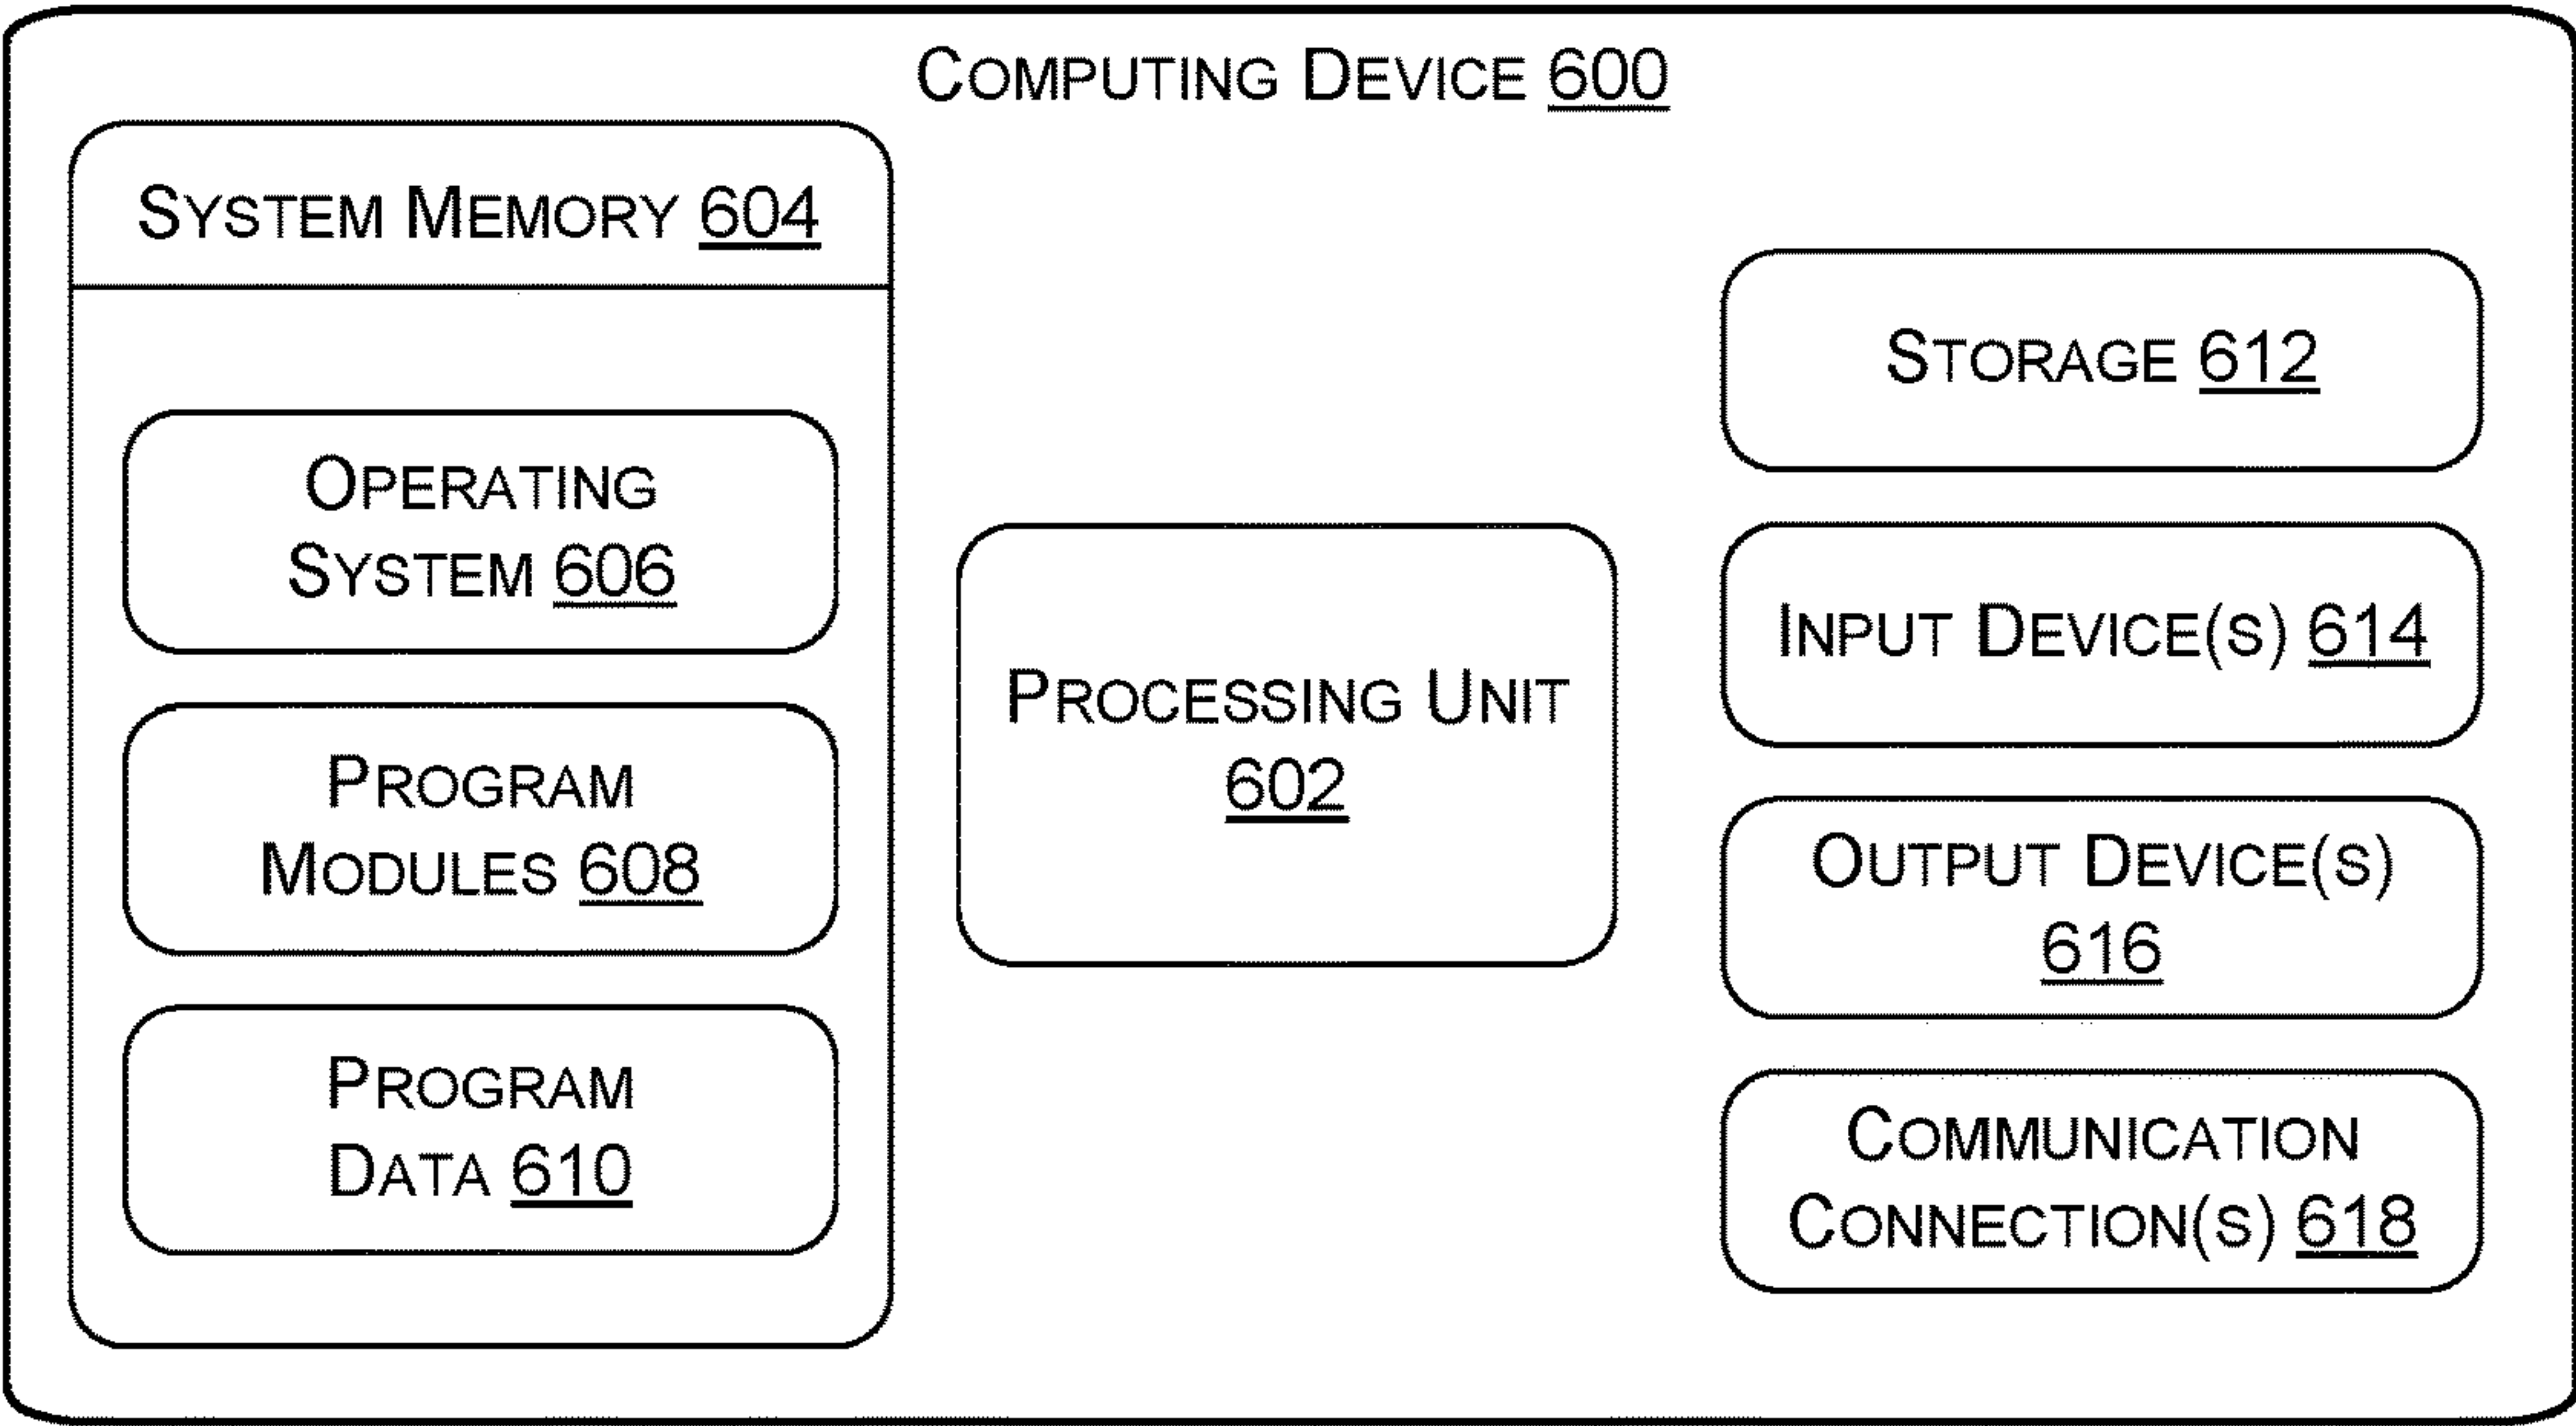 COMPUTING DEVICE 600
SYSTEM MEMORY 604
OPERATING
SYSTEM 606
PROGRAM
MODULES 608
PROGRAM
DATA 610
PROCESSING UNIT
602
STORAGE 612
INPUT DEVICE(S) 614
OUTPUT DEVICE(S)
616
COMMUNICATION
CONNECTION(S) 618